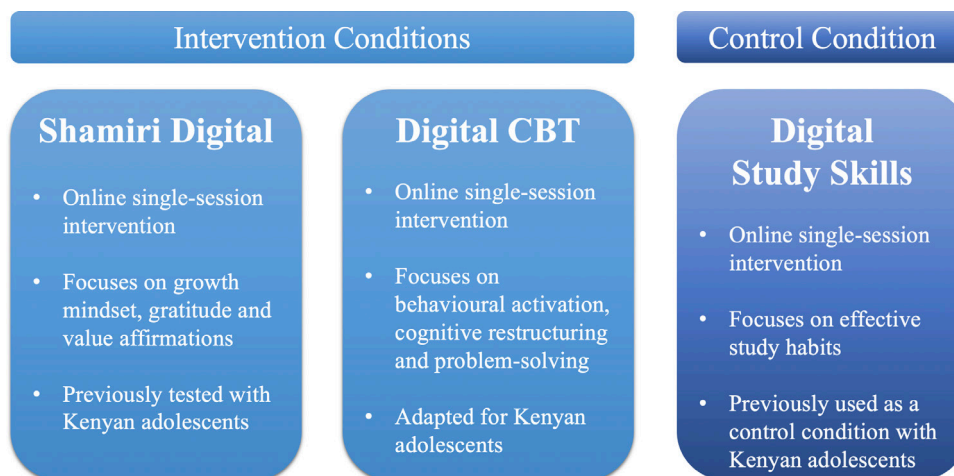 Intervention Conditions
Control Condition
Shamiri Digital
• Online single-session
intervention
• Focuses on growth
mindset, gratitude and
value affirmations
• Previously tested with
Kenyan adolescents
Digital CBT
• Online single-session
intervention
• Focuses on
behavioural activation,
cognitive restructuring
and problem-solving
• Adapted for Kenyan
adolescents
Digital
Study Skills
• Online single-session
intervention
• Focuses on effective
study habits
• Previously used as a
control condition with
Kenyan adolescents